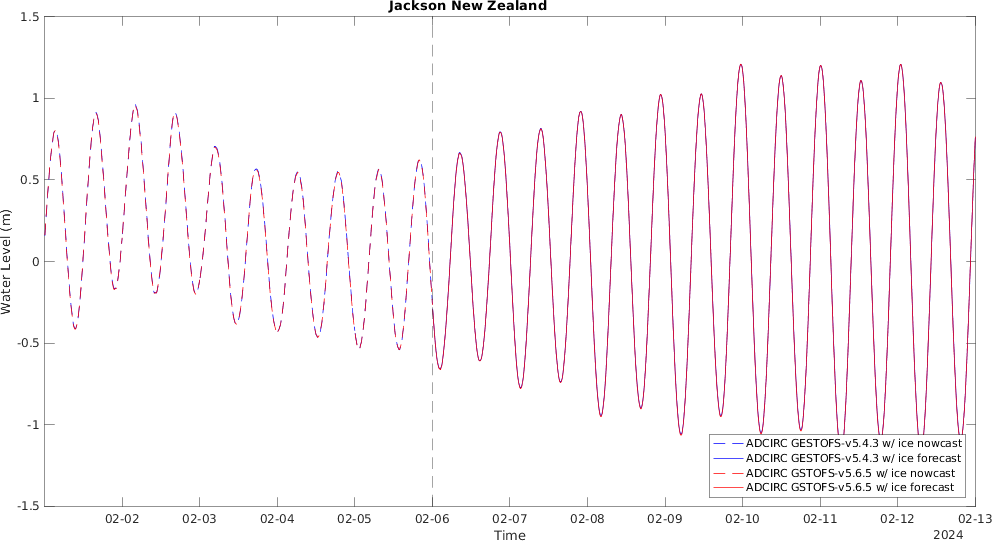 Jackson New Zealand
1.5
1
0.5
0
-0.5
-1
-1.5
Water Level (m)
ADCIRC GESTOFS-v5.4.3 w/ ice nowcast
ADCIRC GESTOFS-v5.4.3 w/ ice forecast
ADCIRC GSTOFS-v5.6.5 w/ ice nowcast
ADCIRC GSTOFS-v5.6.5 w/ ice forecast
02-02 02-03 02-04 02-05 02-06 02-07 02-08 02-09 02-10 02-11 02-12 02-13
Time
2024